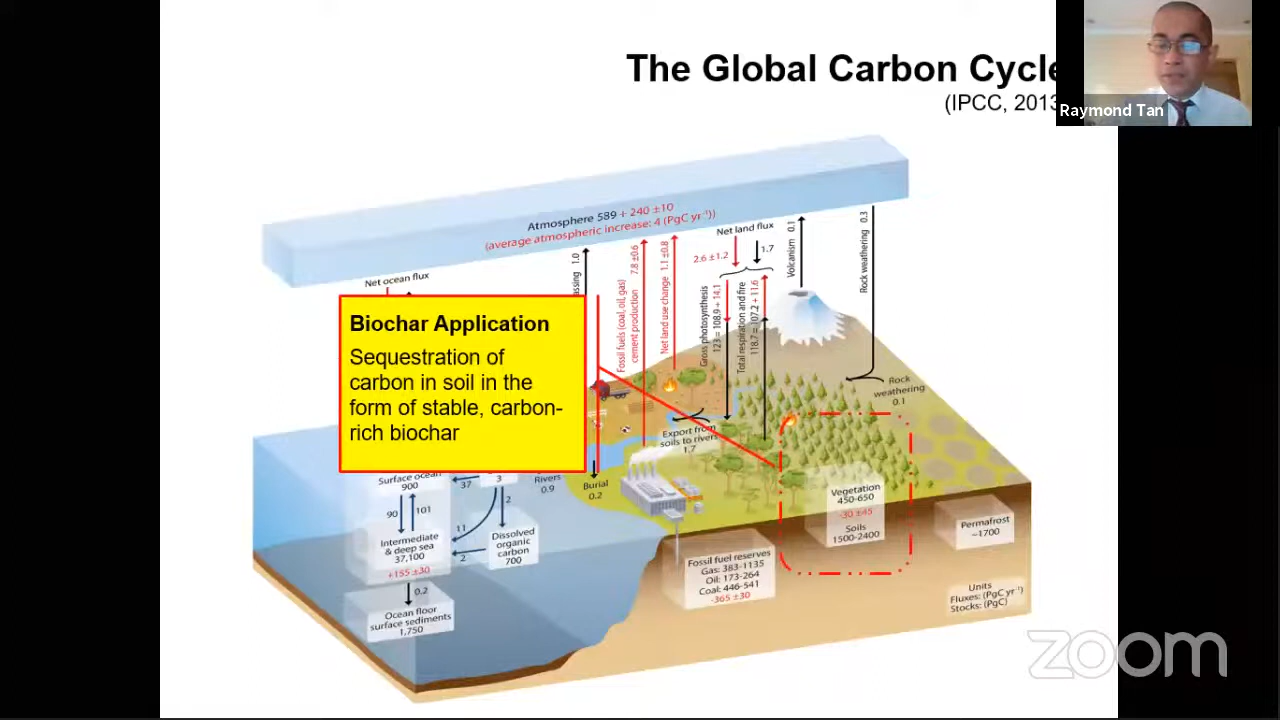 The Global Carbon Cycle
(IPCC, 2013
Raymond Tan
Atmosphere 589 + 240 ±10
(average atmospheric increase: 4 (PgC yr⁻¹))
Net ocean flux
1.0
Fossil fuels (coal, oil, gas)
cement production 7.8 ±0.6
Net land use change 1.1 ±0.8
Net land flux
2.6 ±1.2
1.7
Gross photosynthesis
123 = 108.9 + 14.1
Total respiration and fire
118.7 = 107.2 + 11.6
Volcanism 0.1
Rock weathering 0.3
Biochar Application
Sequestration of
carbon in soil in the
form of stable, carbon-
rich biochar
Rock
weathering
0.1
Export from
soils to rivers
1.7
Surface ocean
900
37
3
Rivers
0.9
Burial
0.2
90
101
2
11
Intermediate
& deep sea
37,100
+155 ±30
2
Dissolved
organic
carbon
700
0.2
Ocean floor
surface sediments
1,750
Fossil fuel reserves
Gas: 383-1135
Oil: 173-264
Coal: 446-541
-365 ±30
Vegetation
450-650
-30 ±45
Soils
1500-2400
Permafrost
~1700
Units
Fluxes: (PgC yr⁻¹)
Stocks: (PgC)
zoom